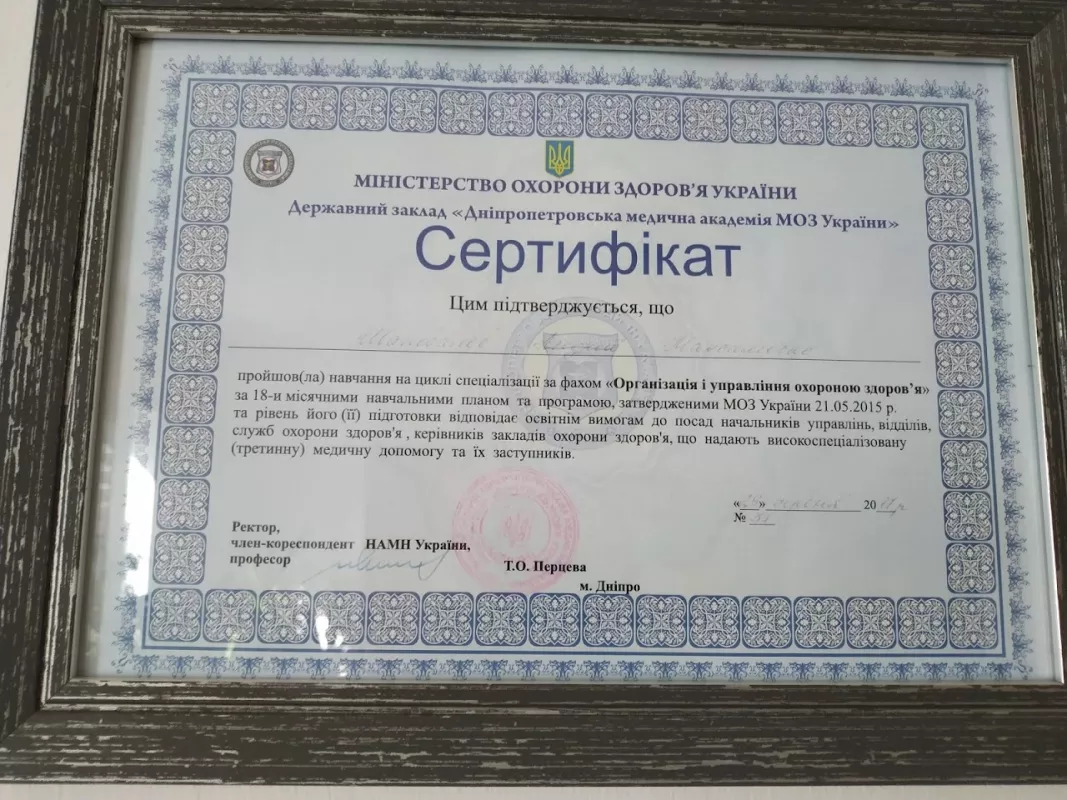 МІНІСТЕРСТВО ОХОРОНИ ЗДОРОВ'Я УКРАЇНИ
Державний заклад «Дніпропетровська медична академія МОЗ України»
Сертифікат
Цим підтверджується, що
пройшов(ла) навчання на циклі спеціалізації за фахом «Організація і управління охороною здоров'я»
за 18-и місячними навчальними планом та програмою, затвердженими МОЗ України 21.05.2015 р.
та рівень його (її) підготовки відповідає освітнім вимогам до посад начальників управлінь, відділів,
служб охорони здоров'я , керівників закладів охорони здоров'я, що надають високоспеціалізовану
(третинну) медичну допомогу та їх заступників.
серпня 20
№ 51
Ректор,
член-кореспондент НАМН України,
професор
Т.О. Перцева
м. Дніпро